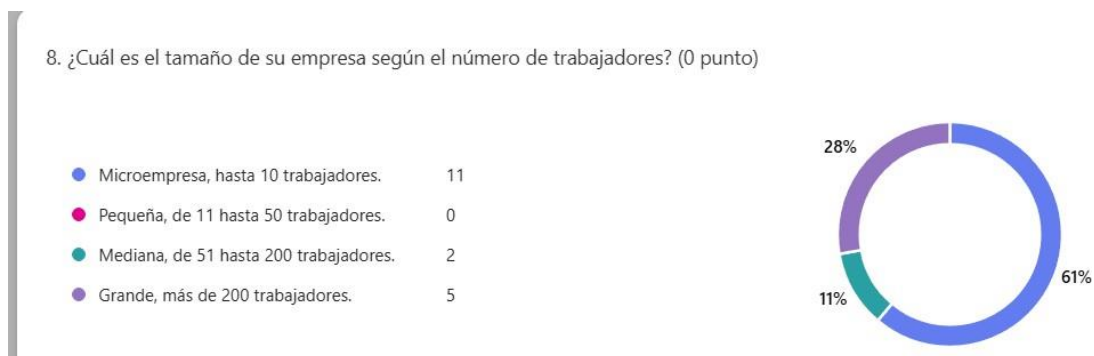 8. ¿Cuál es el tamaño de su empresa según el número de trabajadores? (0 punto)
Microempresa, hasta 10 trabajadores. 11
Pequeña, de 11 hasta 50 trabajadores. 0
Mediana, de 51 hasta 200 trabajadores. 2
Grande, más de 200 trabajadores. 5
28%
61%
11%